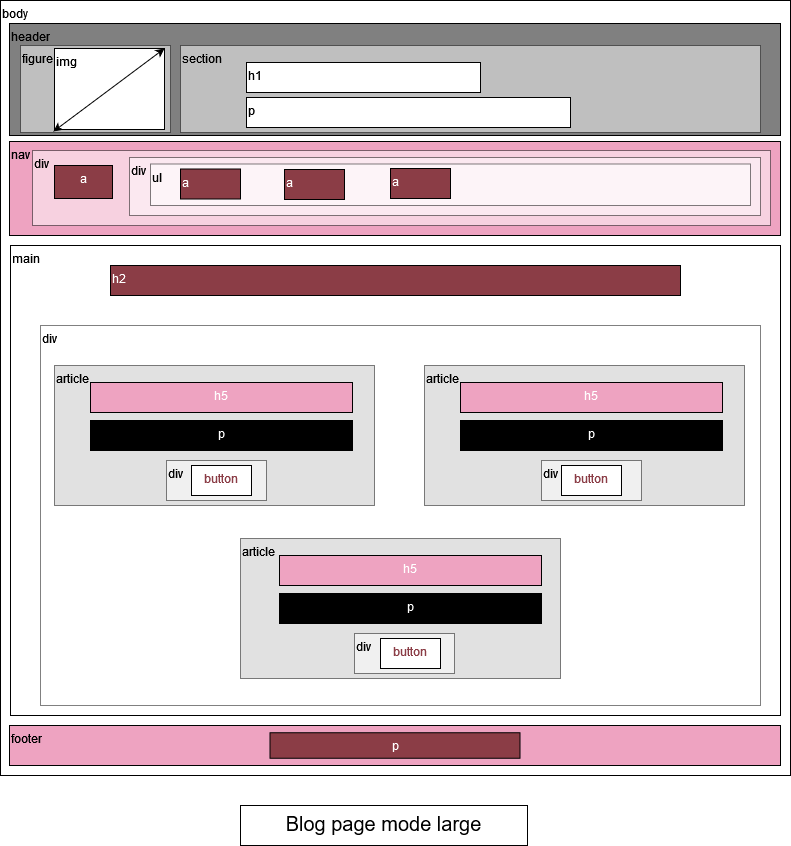 body
header
figure
img
section
h1
p
nav
div
a
div
ul
a
a
a
main
h2
div
article
h5
p
div
button
article
h5
p
div
button
article
h5
p
div
button
footer
p
Blog page mode large